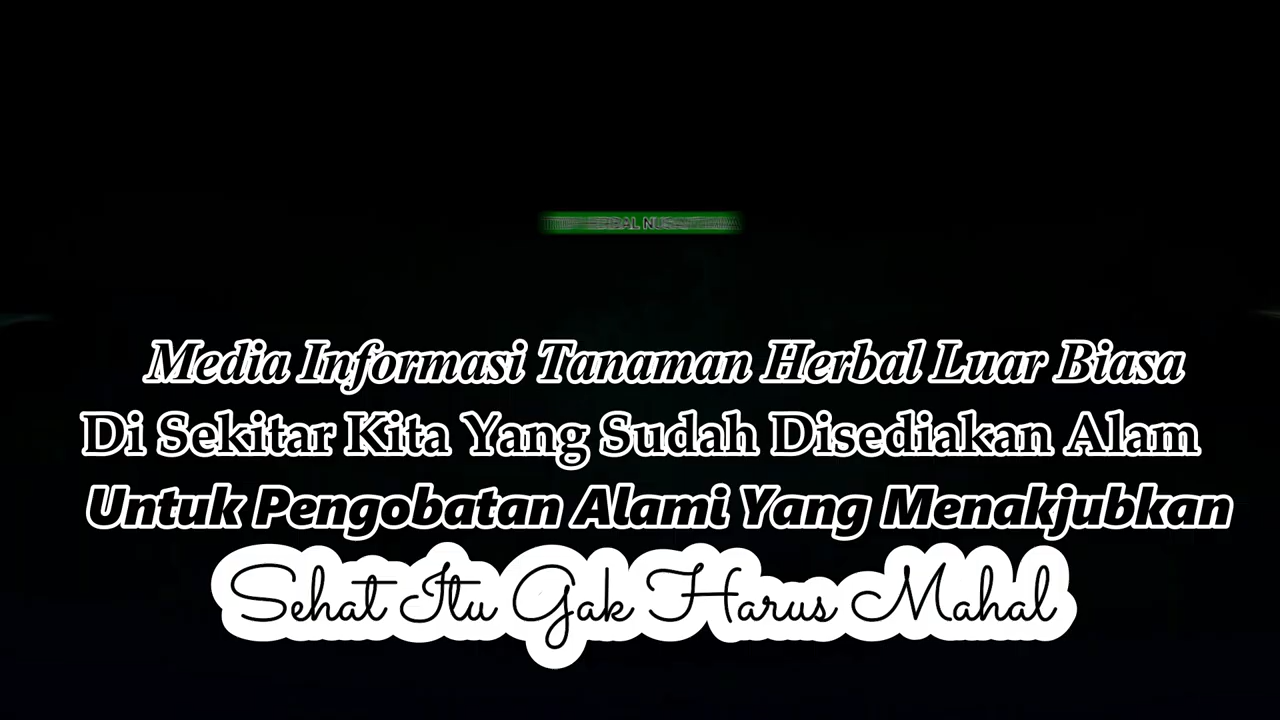 Media Informasi Tanaman Herbal Luar Biasa
Di Sekitar Kita Yang Sudah Disediakan Alam
Untuk Pengobatan Alami Yang Menakjubkan
Sehat Itu Gak Harus Mahal